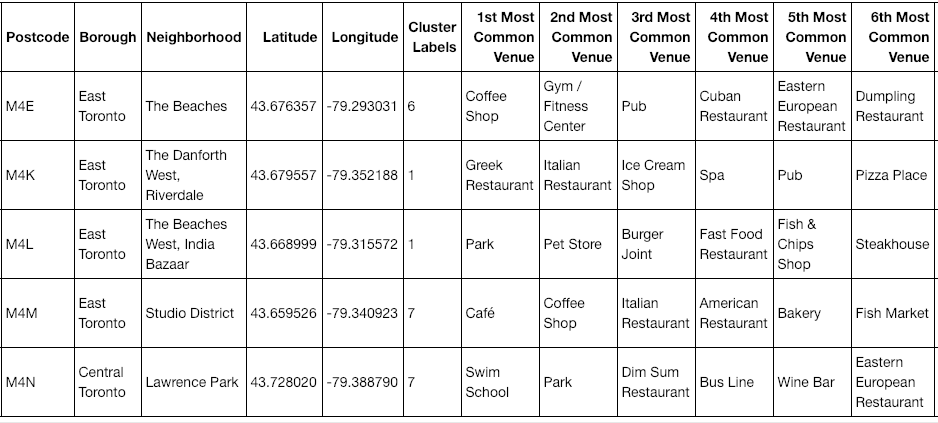 Postcode Borough Neighborhood Latitude Longitude Cluster Labels 1st Most Common Venue 2nd Most Common Venue 3rd Most Common Venue 4th Most Common Venue 5th Most Common Venue 6th Most Common Venue
M4E East Toronto The Beaches 43.676357 -79.293031 6 Coffee Shop Gym / Fitness Center Pub Cuban Restaurant Eastern European Restaurant Dumpling Restaurant
M4K East Toronto The Danforth West, Riverdale 43.679557 -79.352188 1 Greek Restaurant Italian Restaurant Ice Cream Shop Spa Pub Pizza Place
M4L East Toronto The Beaches West, India Bazaar 43.668999 -79.315572 1 Park Pet Store Burger Joint Fast Food Restaurant Fish & Chips Shop Steakhouse
M4M East Toronto Studio District 43.659526 -79.340923 7 Café Coffee Shop Italian Restaurant American Restaurant Bakery Fish Market
M4N Central Toronto Lawrence Park 43.728020 -79.388790 7 Swim School Park Dim Sum Restaurant Bus Line Wine Bar Eastern European Restaurant